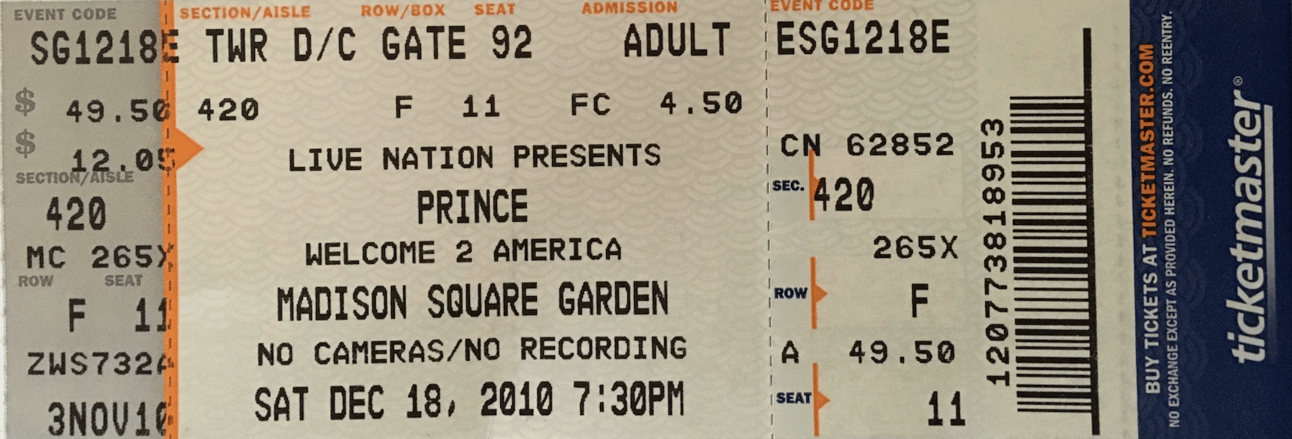 EVENT CODE
SG1218E
$ 49.50
$ 12.05
SECTION/AISLE
420
MC 265X
ROW SEAT
F 11
ZWS732A
3NOV10
SECTION/AISLE ROW/BOX SEAT ADMISSION
TWR D/C GATE 92 ADULT
420 F 11 FC 4.50
LIVE NATION PRESENTS
PRINCE
WELCOME 2 AMERICA
MADISON SQUARE GARDEN
NO CAMERAS/NO RECORDING
SAT DEC 18, 2010 7:30PM
EVENT CODE
ESG1218E
CN 62852
SEC. 420
265X
ROW F
A 49.50
SEAT 11
1207738189​53
BUY TICKETS AT TICKETMASTER.COM
NO EXCHANGE EXCEPT AS PROVIDED HEREIN. NO REFUNDS. NO REENTRY.
ticketmaster®